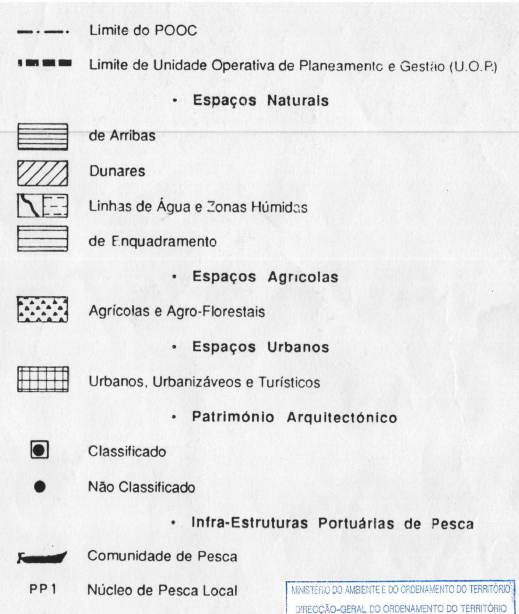 Limite do POOC
Limite de Unidade Operativa de Planeamento e Gestão (U.O.P.)
• Espaços Naturais
de Arribas
Dunares
Linhas de Água e Zonas Húmidas
de Enquadramento
• Espaços Agrícolas
Agrícolas e Agro-Florestais
• Espaços Urbanos
Urbanos, Urbanizáveos e Turísticos
• Património Arquitectónico
Classificado
Não Classificado
• Infra-Estruturas Portuárias de Pesca
Comunidade de Pesca
PP1 Núcleo de Pesca Local
MINISTÉRIO DO AMBIENTE E DO ORDENAMENTO DO TERRITÓRIO
DIRECÇÃO-GERAL DO ORDENAMENTO DO TERRITÓRIO